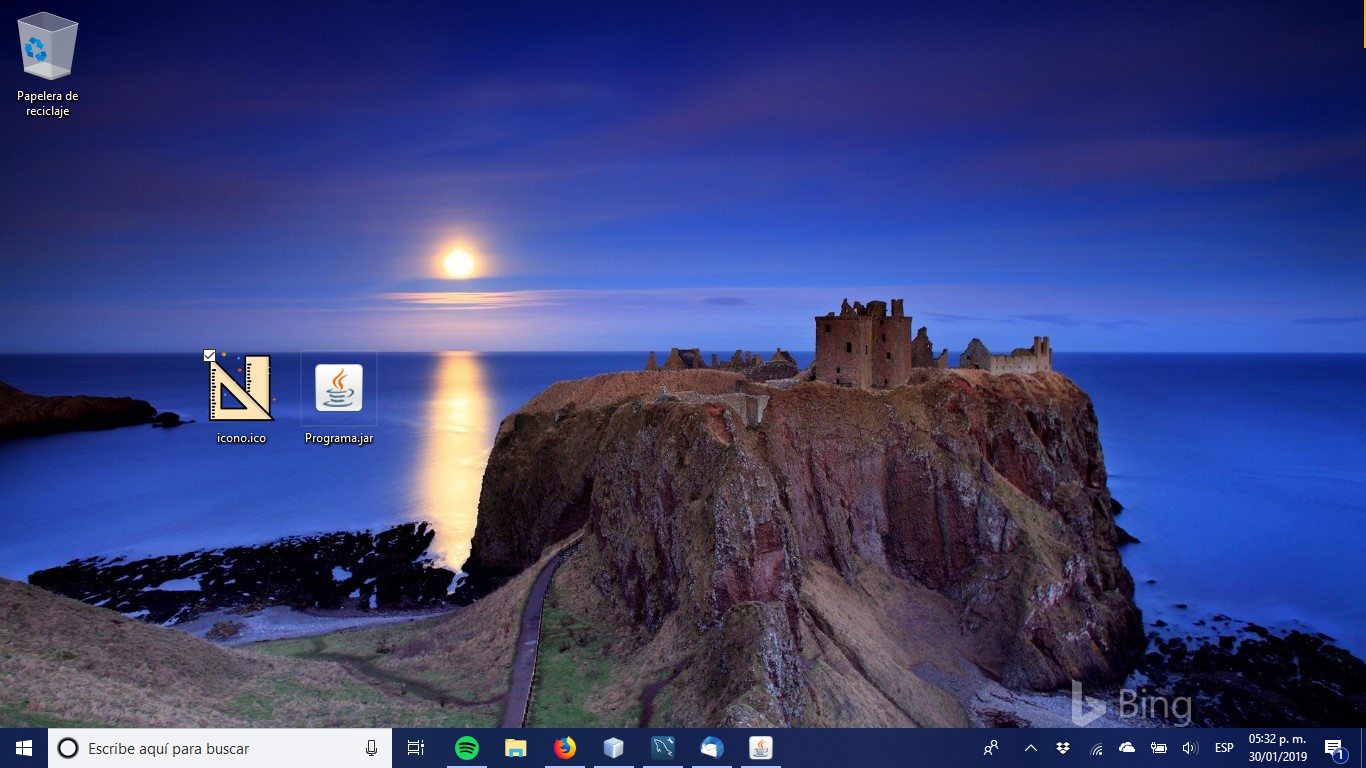 Papelera de
reciclaje
icono.ico
Programa.jar
Bing
Escribe aquí para buscar
ESP
05:32 p. m.
30/01/2019
1